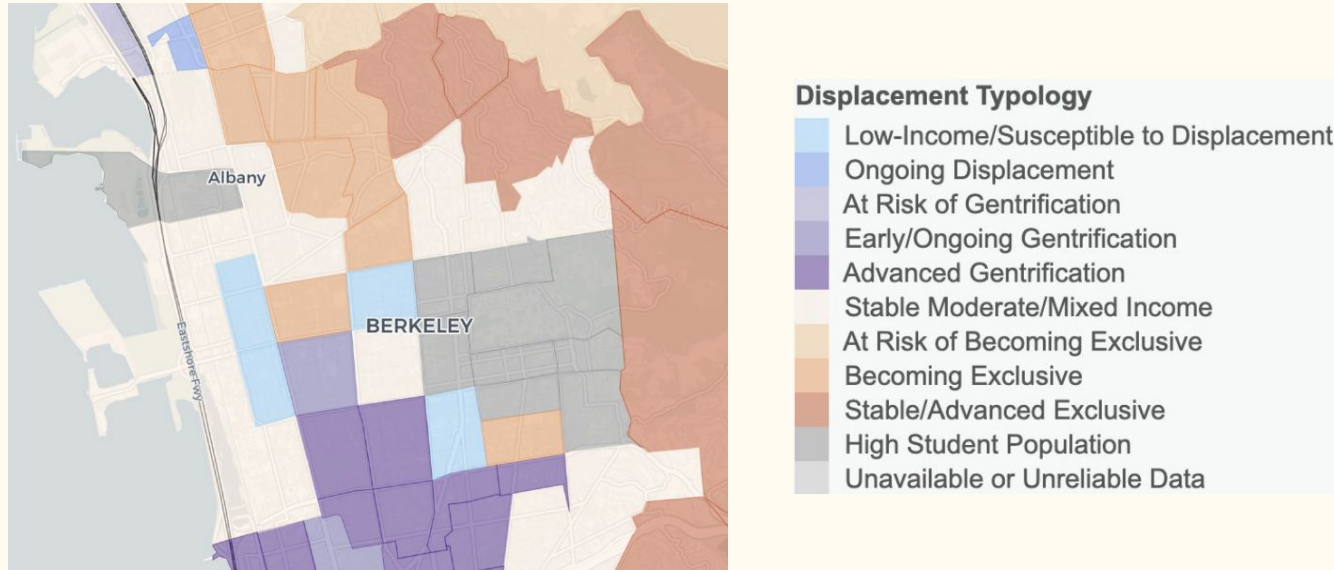 Albany
BERKELEY
Eastshore Fwy
Displacement Typology
Low-Income/Susceptible to Displacement
Ongoing Displacement
At Risk of Gentrification
Early/Ongoing Gentrification
Advanced Gentrification
Stable Moderate/Mixed Income
At Risk of Becoming Exclusive
Becoming Exclusive
Stable/Advanced Exclusive
High Student Population
Unavailable or Unreliable Data